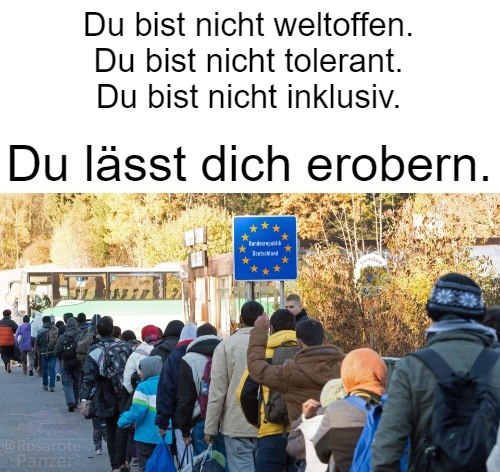 Du bist nicht weltoffen.
Du bist nicht tolerant.
Du bist nicht inklusiv.
Du lässt dich erobern.
Bundesrepublik
Deutschland
@Rosarote
Panzer